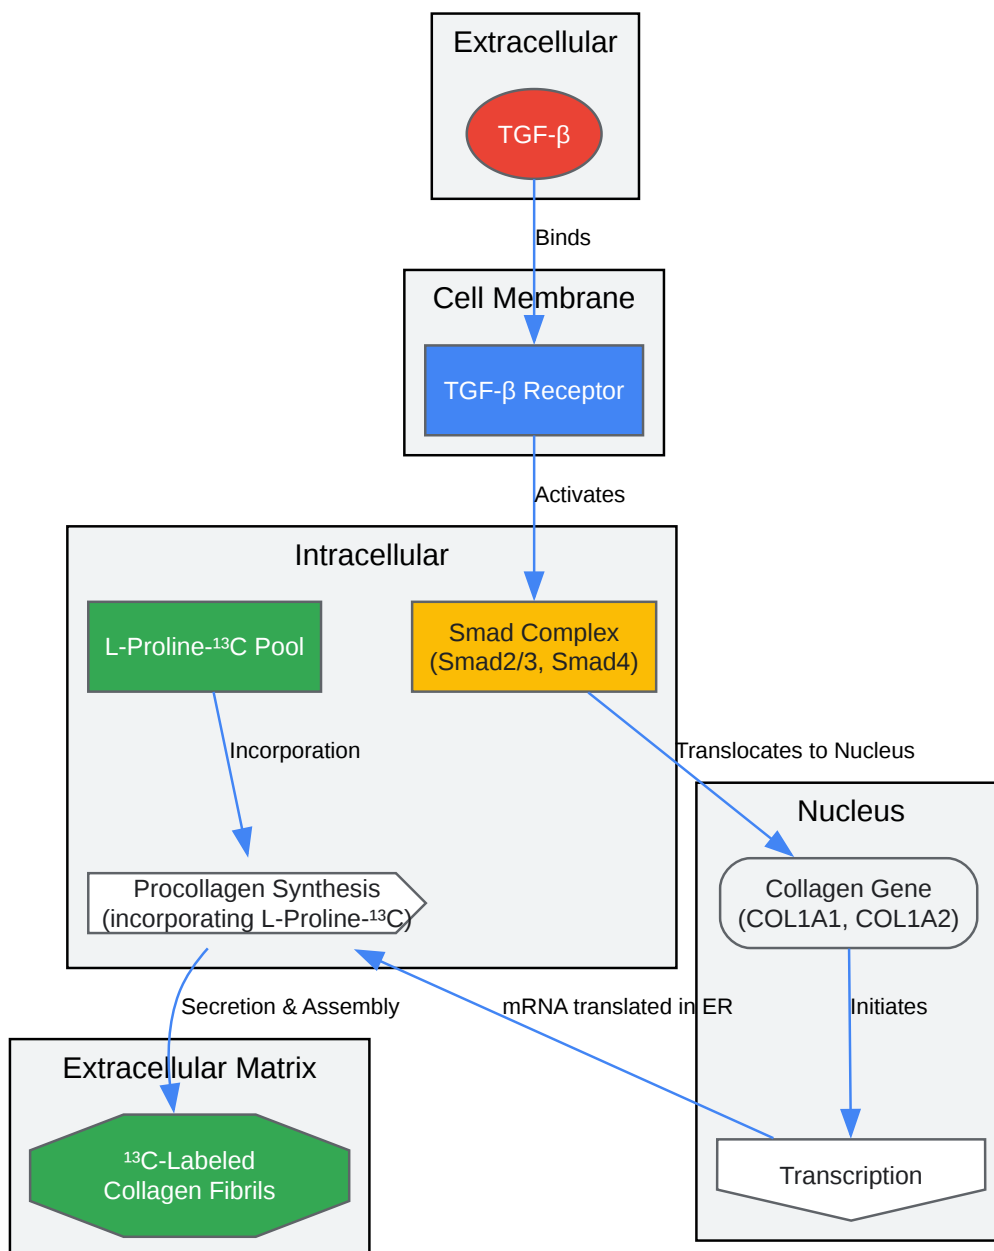 Extracellular
TGF-β
Binds
Cell Membrane
TGF-β Receptor
Activates
Intracellular
L-Proline-¹³C Pool
Smad Complex
(Smad2/3, Smad4)
Incorporation
Translocates to Nucleus
Nucleus
Procollagen Synthesis
(incorporating L-Proline-¹³C)
Collagen Gene
(COL1A1, COL1A2)
Secretion & Assembly
mRNA translated in ER
Initiates
Extracellular Matrix
¹³C-Labeled
Collagen Fibrils
Transcription